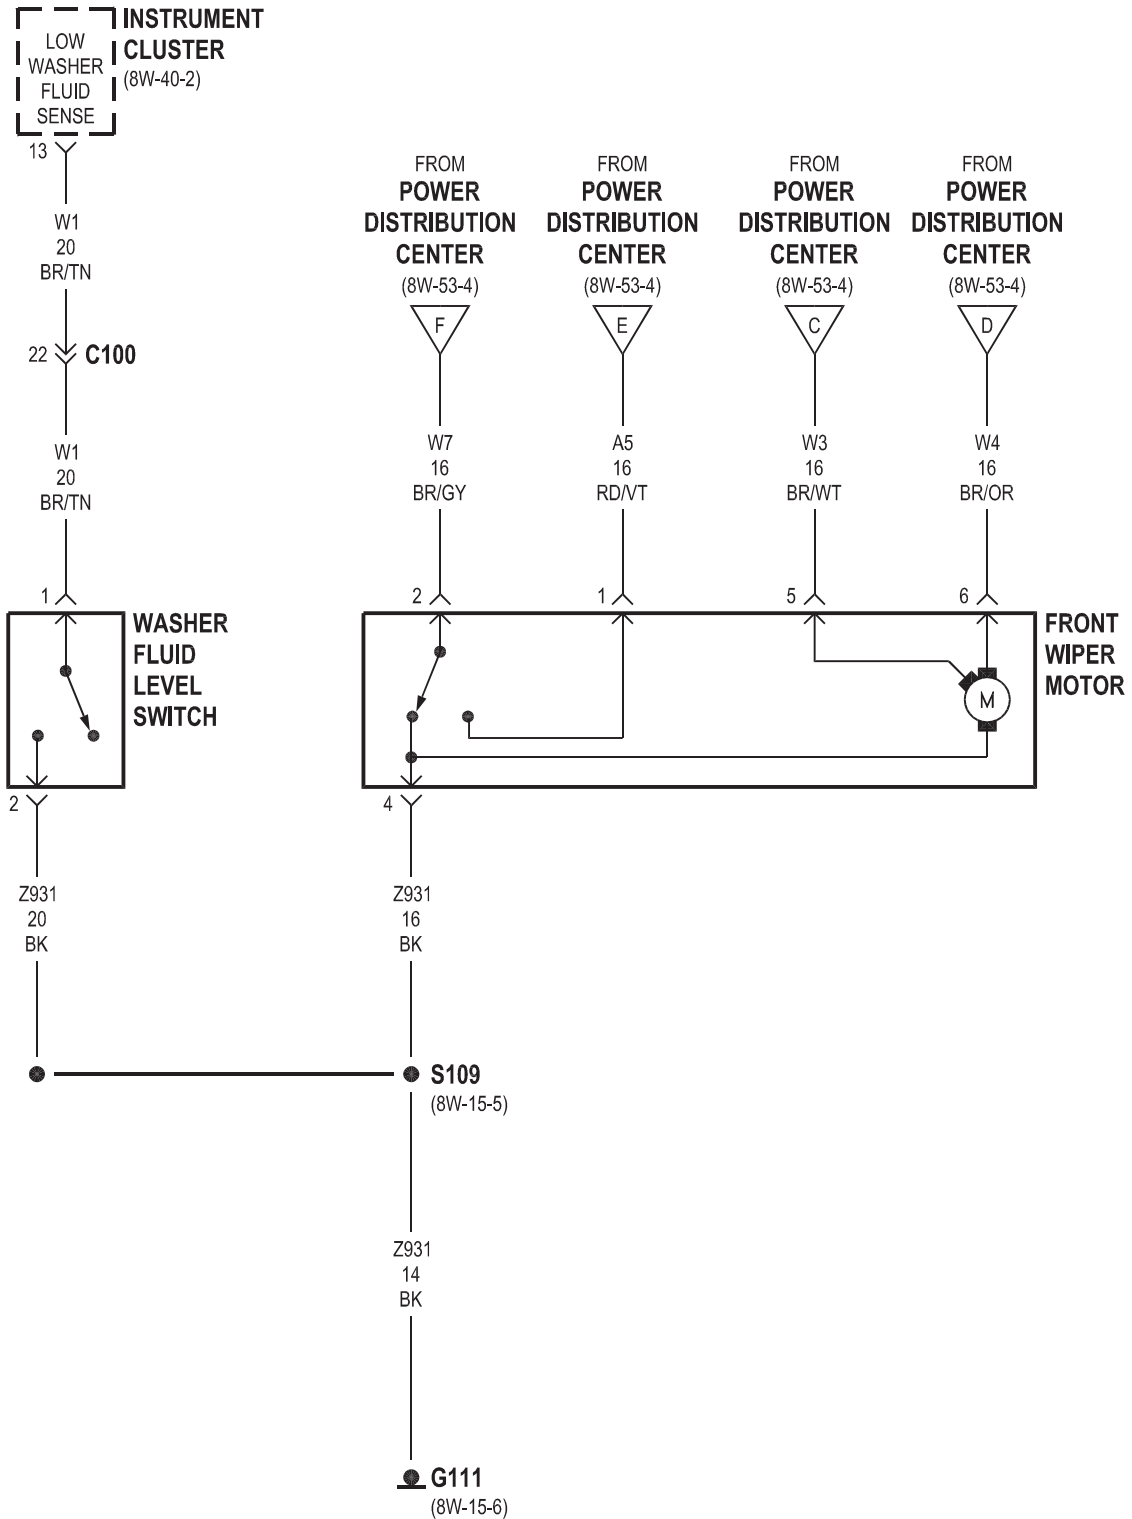 INSTRUMENT
CLUSTER
(8W-40-2)
LOW
WASHER
FLUID
SENSE
13
W1
20
BR/TN
22
C100
W1
20
BR/TN
1
WASHER
FLUID
LEVEL
SWITCH
2
Z931
20
BK
FROM
POWER
DISTRIBUTION
CENTER
(8W-53-4)
F
W7
16
BR/GY
2
FROM
POWER
DISTRIBUTION
CENTER
(8W-53-4)
E
A5
16
RD/VT
1
FROM
POWER
DISTRIBUTION
CENTER
(8W-53-4)
C
W3
16
BR/WT
5
FROM
POWER
DISTRIBUTION
CENTER
(8W-53-4)
D
W4
16
BR/OR
6
FRONT
WIPER
MOTOR
M
4
Z931
16
BK
S109
(8W-15-5)
Z931
14
BK
G111
(8W-15-6)